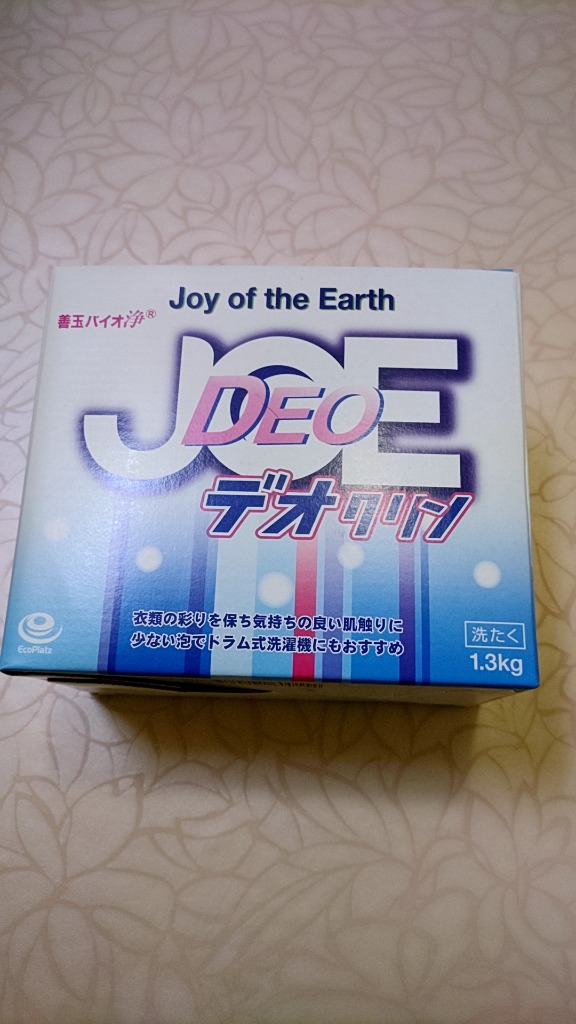 Joy of the Earth
善玉バイオ浄®
JOE
DEO
デオクリン
衣類の彩りを保ち気持ちの良い肌触りに
少ない泡でドラム式洗濯機にもおすすめ
EcoPlatz
洗たく
1.3kg